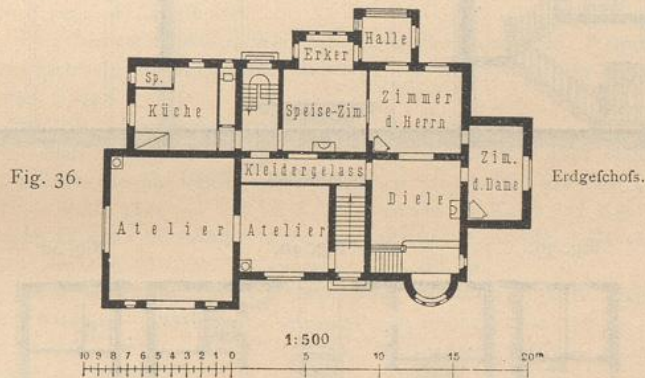 Halle
Erker
Sp.
Küche
Speise-Zim.
Zimmer
d. Herrn
Zim.
d. Dame
Fig. 36.
Erdgeſchoſs.
Kleidergelass
Diele
Atelier
Atelier
1:500
10 9 8 7 6 5 4 3 2 1 0 5 10 15 20m